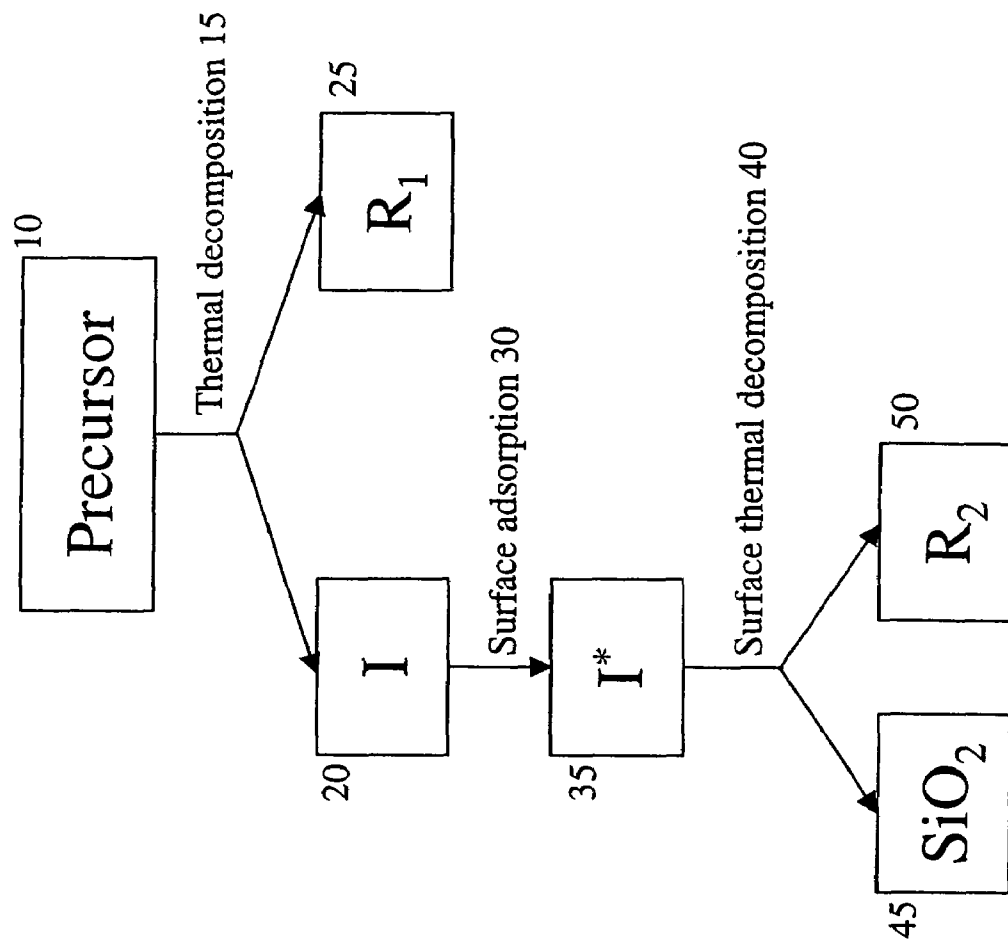 10
Precursor
Thermal decomposition 15
20
I
25
R₁
Surface adsorption 30
35
I*
Surface thermal decomposition 40
45
SiO₂
50
R₂